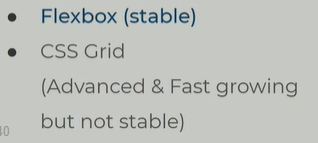 • Flexbox (stable)
• CSS Grid
(Advanced & Fast growing
but not stable)